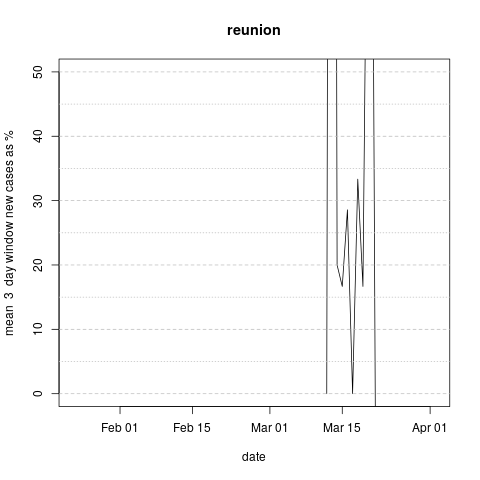 reunion
mean 3 day window new cases as %
50
40
30
20
10
0
Feb 01
Feb 15
Mar 01
Mar 15
Apr 01
date